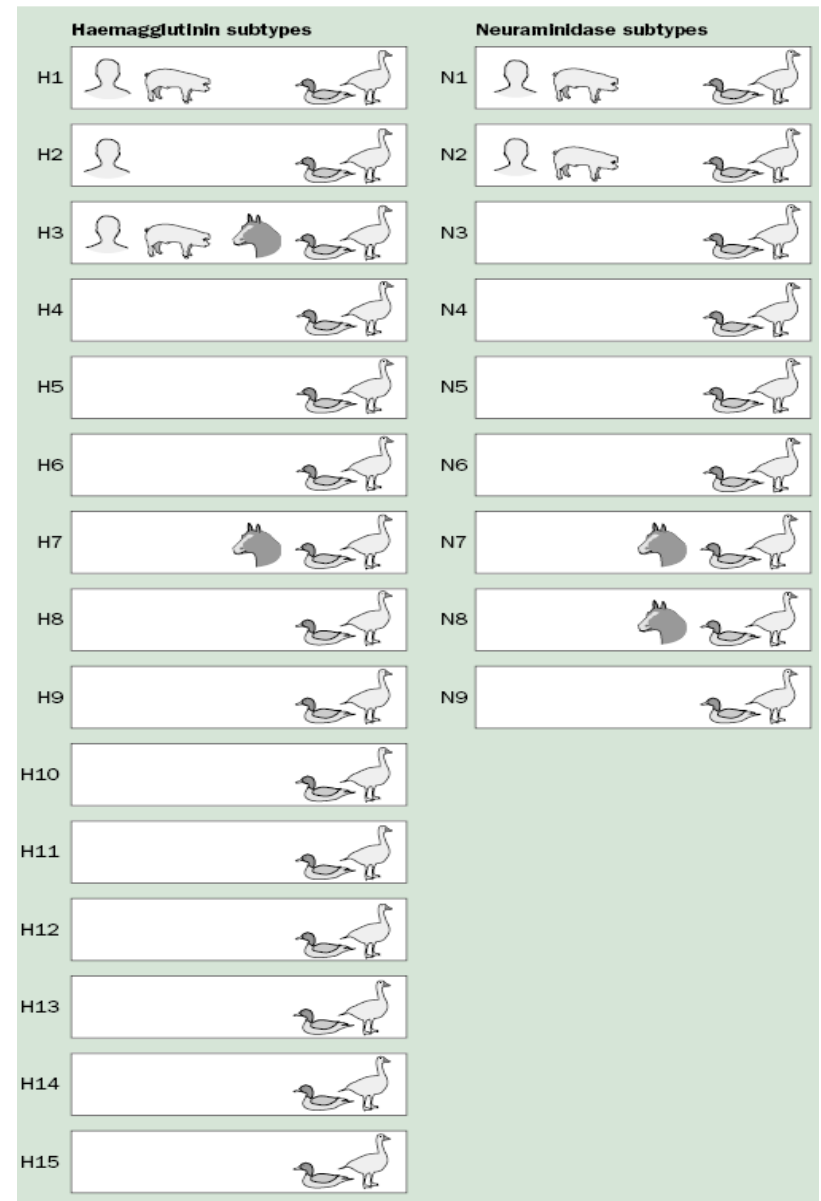 Haemagglutinin subtypes
H1
H2
H3
H4
H5
H6
H7
H8
H9
H10
H11
H12
H13
H14
H15
Neuraminidase subtypes
N1
N2
N3
N4
N5
N6
N7
N8
N9